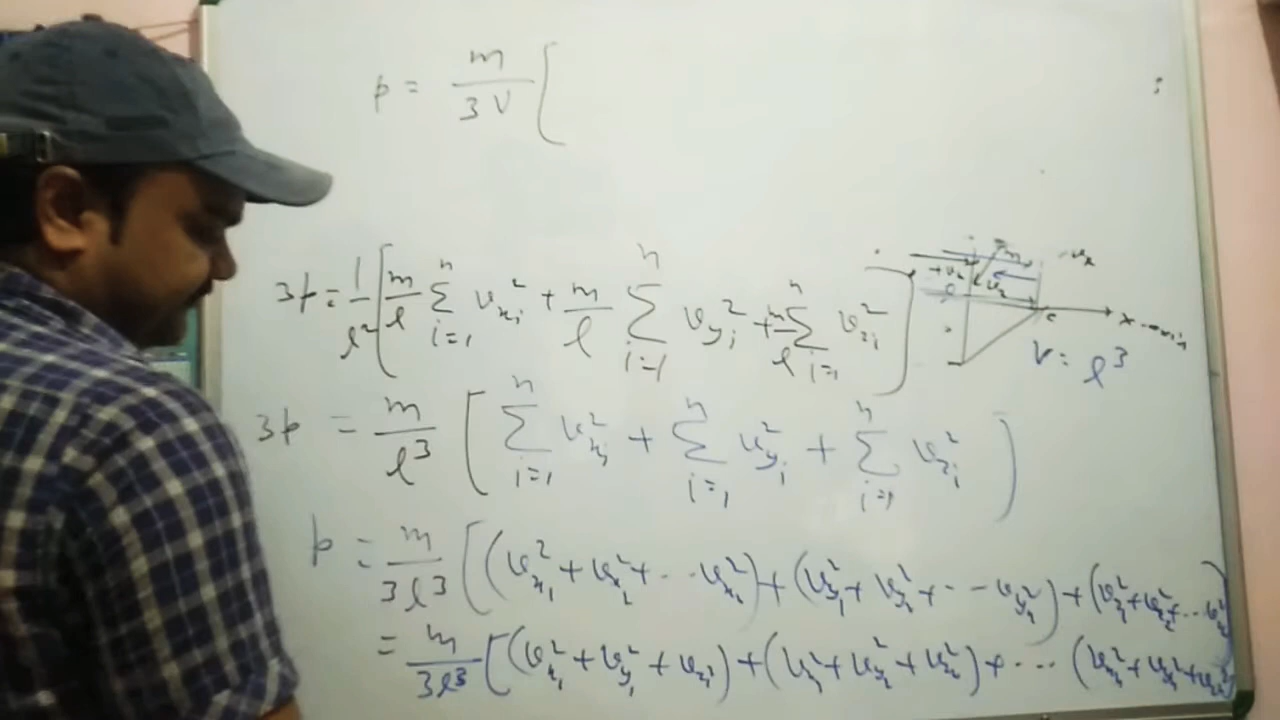 p = m/3V [
3p = 1/l² [ m/l Σ_{i=1}^{n} v_{x_i}² + m/l Σ_{i=1}^{n} v_{y_i}² + m/l Σ_{i=1}^{n} v_{z_i}² ]
V = l³
3p = m/l³ [ Σ_{i=1}^{n} v_{x_i}² + Σ_{i=1}^{n} v_{y_i}² + Σ_{i=1}^{n} v_{z_i}² ]
p = m/3l³ [ (v_{x_1}² + v_{x_2}² + ·· v_{x_n}²) + (v_{y_1}² + v_{y_2}² + ·- v_{y_n}²) + (v_{z_1}² + v_{z_2}² + ··· v_{z_n}²) ]
= m/3l³ [ (v_{x_1}² + v_{y_1}² + v_{z_1}²) + (v_{x_2}² + v_{y_2}² + v_{z_2}²) + ··· (v_{x_n}² + v_{y_n}² + v_{z_n}²) ]